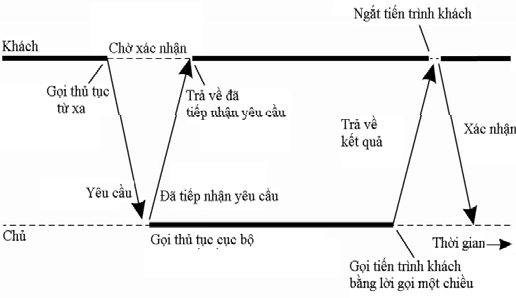 Ngắt tiến trình khách
Khách
Chờ xác nhận
Gọi thủ tục
từ xa
Trả về đã
tiếp nhận yêu cầu
Trả về
kết quả
Xác nhận
Yêu cầu
Đã tiếp nhận yêu cầu
Chủ
Gọi thủ tục cục bộ
Thời gian
Gọi tiến trình khách
bằng lời gọi một chiều